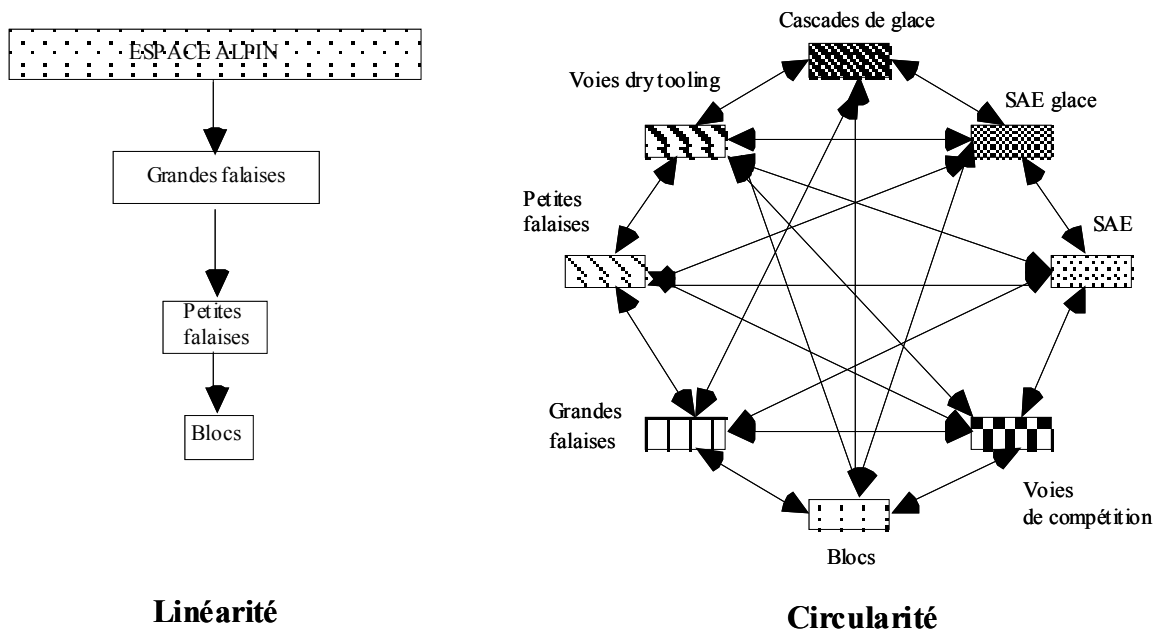 ESPACE ALPIN
Grandes falaises
Petites
falaises
Blocs
Linéarité
Cascades de glace
Voies dry tooling
SAE glace
Petites
falaises
SAE
Grandes
falaises
Voies
de compétition
Blocs
Circularité